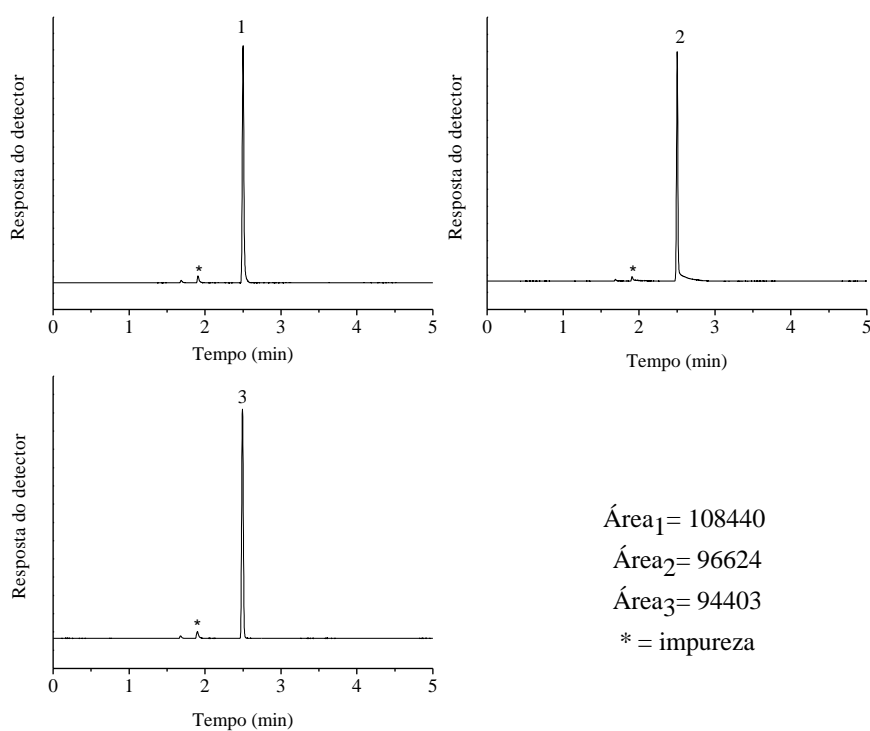 1
Resposta do detector
*
0 1 2 3 4 5
Tempo (min)
2
Resposta do detector
*
0 1 2 3 4 5
Tempo (min)
3
Resposta do detector
*
0 1 2 3 4 5
Tempo (min)
Área1= 108440
Área2= 96624
Área3= 94403
* = impureza